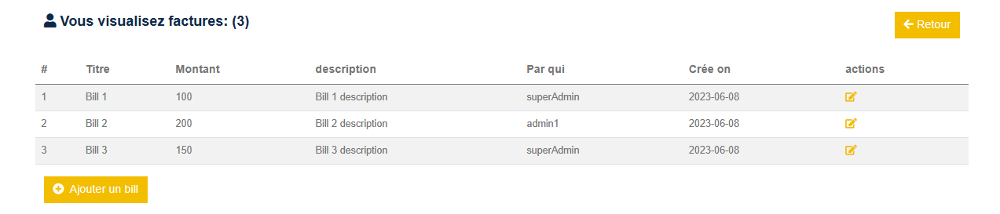 Vous visualisez factures: (3)
Retour
# Titre Montant description Par qui Crée on actions
1 Bill 1 100 Bill 1 description superAdmin 2023-06-08
2 Bill 2 200 Bill 2 description admin1 2023-06-08
3 Bill 3 150 Bill 3 description superAdmin 2023-06-08
Ajouter un bill